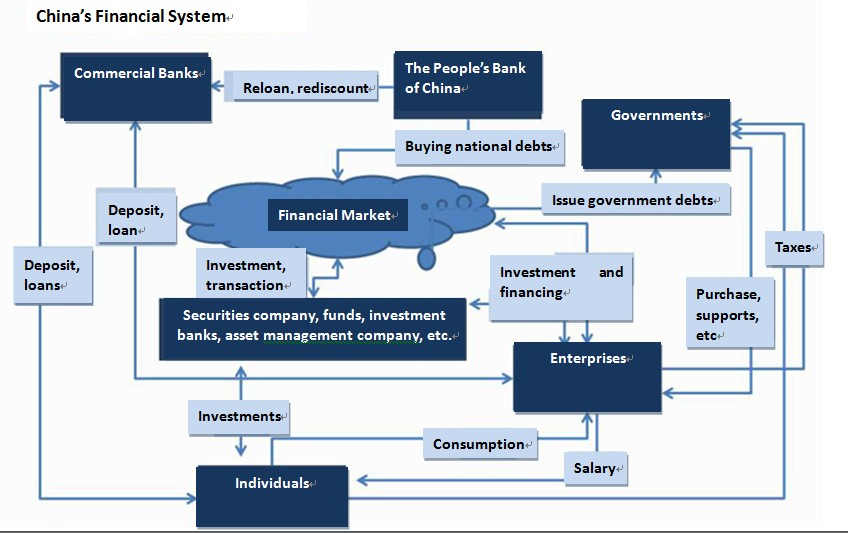 China's Financial System
Commercial Banks
The People's Bank
of China
Reloan, rediscount
Governments
Buying national debts
Financial Market
Issue government debts
Deposit,
loan
Taxes
Deposit,
loans
Investment,
transaction
Investment and
financing
Purchase,
supports,
etc
Securities company, funds, investment
banks, asset management company, etc.
Enterprises
Investments
Consumption
Salary
Individuals